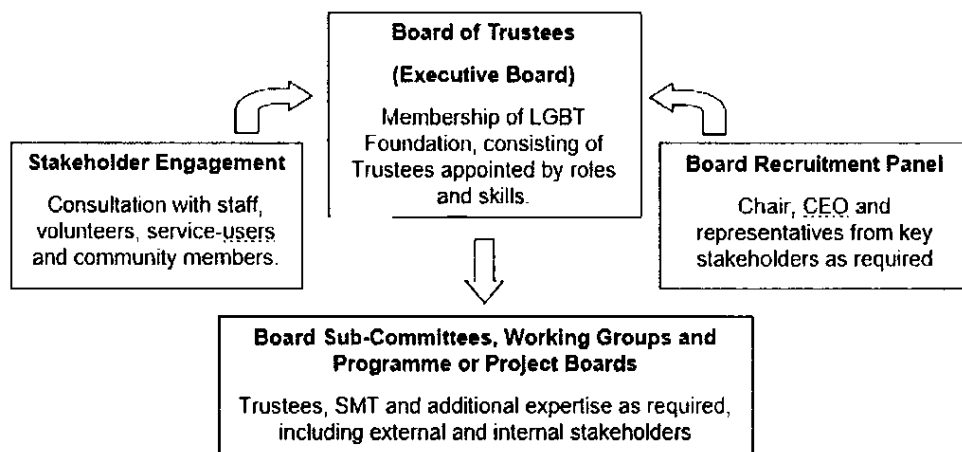 Board of Trustees
(Executive Board)
Membership of LGBT
Foundation, consisting of
Trustees appointed by roles
and skills.
Stakeholder Engagement
Consultation with staff,
volunteers, service-users
and community members.
Board Recruitment Panel
Chair, CEO and
representatives from key
stakeholders as required
Board Sub-Committees, Working Groups and
Programme or Project Boards
Trustees, SMT and additional expertise as required,
including external and internal stakeholders